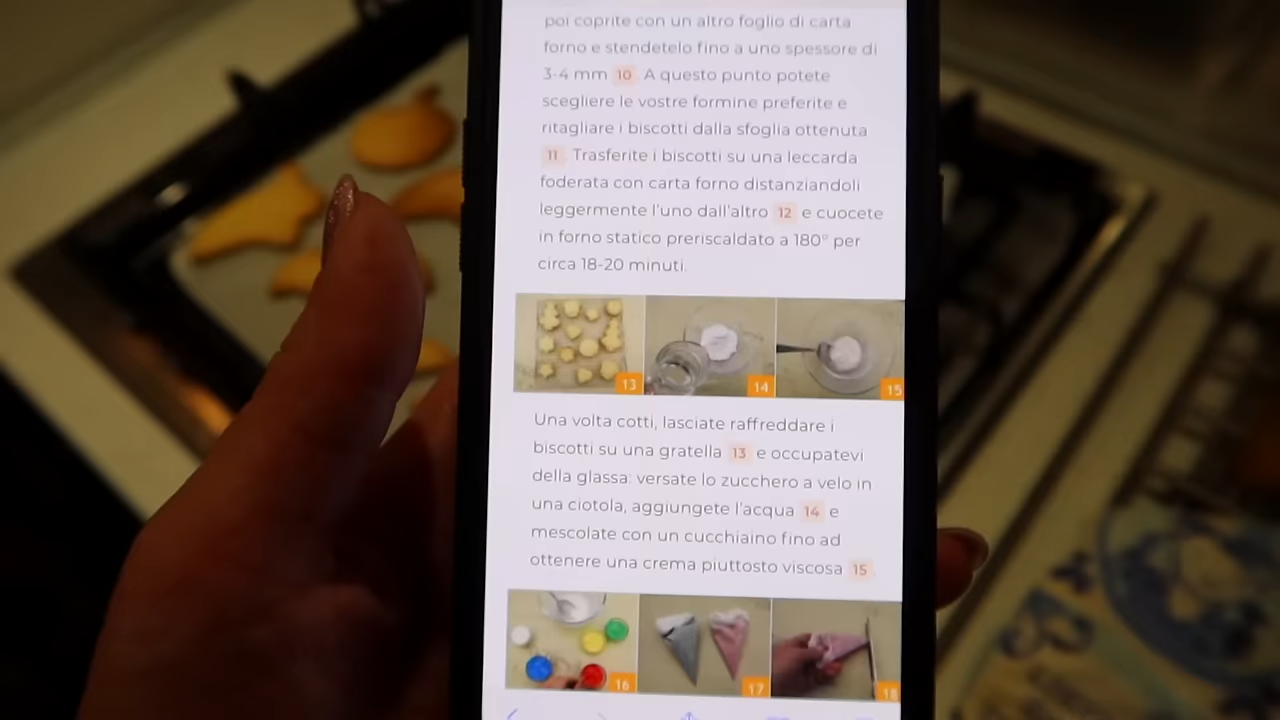 poi coprite con un altro foglio di carta
forno e stendetelo fino a uno spessore di
3-4 mm 10 A questo punto potete
scegliere le vostre formine preferite e
ritagliare i biscotti dalla sfoglia ottenuta
11 Trasferite i biscotti su una leccarda
foderata con carta forno distanziandoli
leggermente l'uno dall'altro 12 e cuocete
in forno statico preriscaldato a 180° per
circa 18-20 minuti.
13 14 15
Una volta cotti, lasciate raffreddare i
biscotti su una gratella 13 e occupatevi
della glassa: versate lo zucchero a velo in
una ciotola, aggiungete l'acqua 14 e
mescolate con un cucchiaino fino ad
ottenere una crema piuttosto viscosa 15
16 17 18